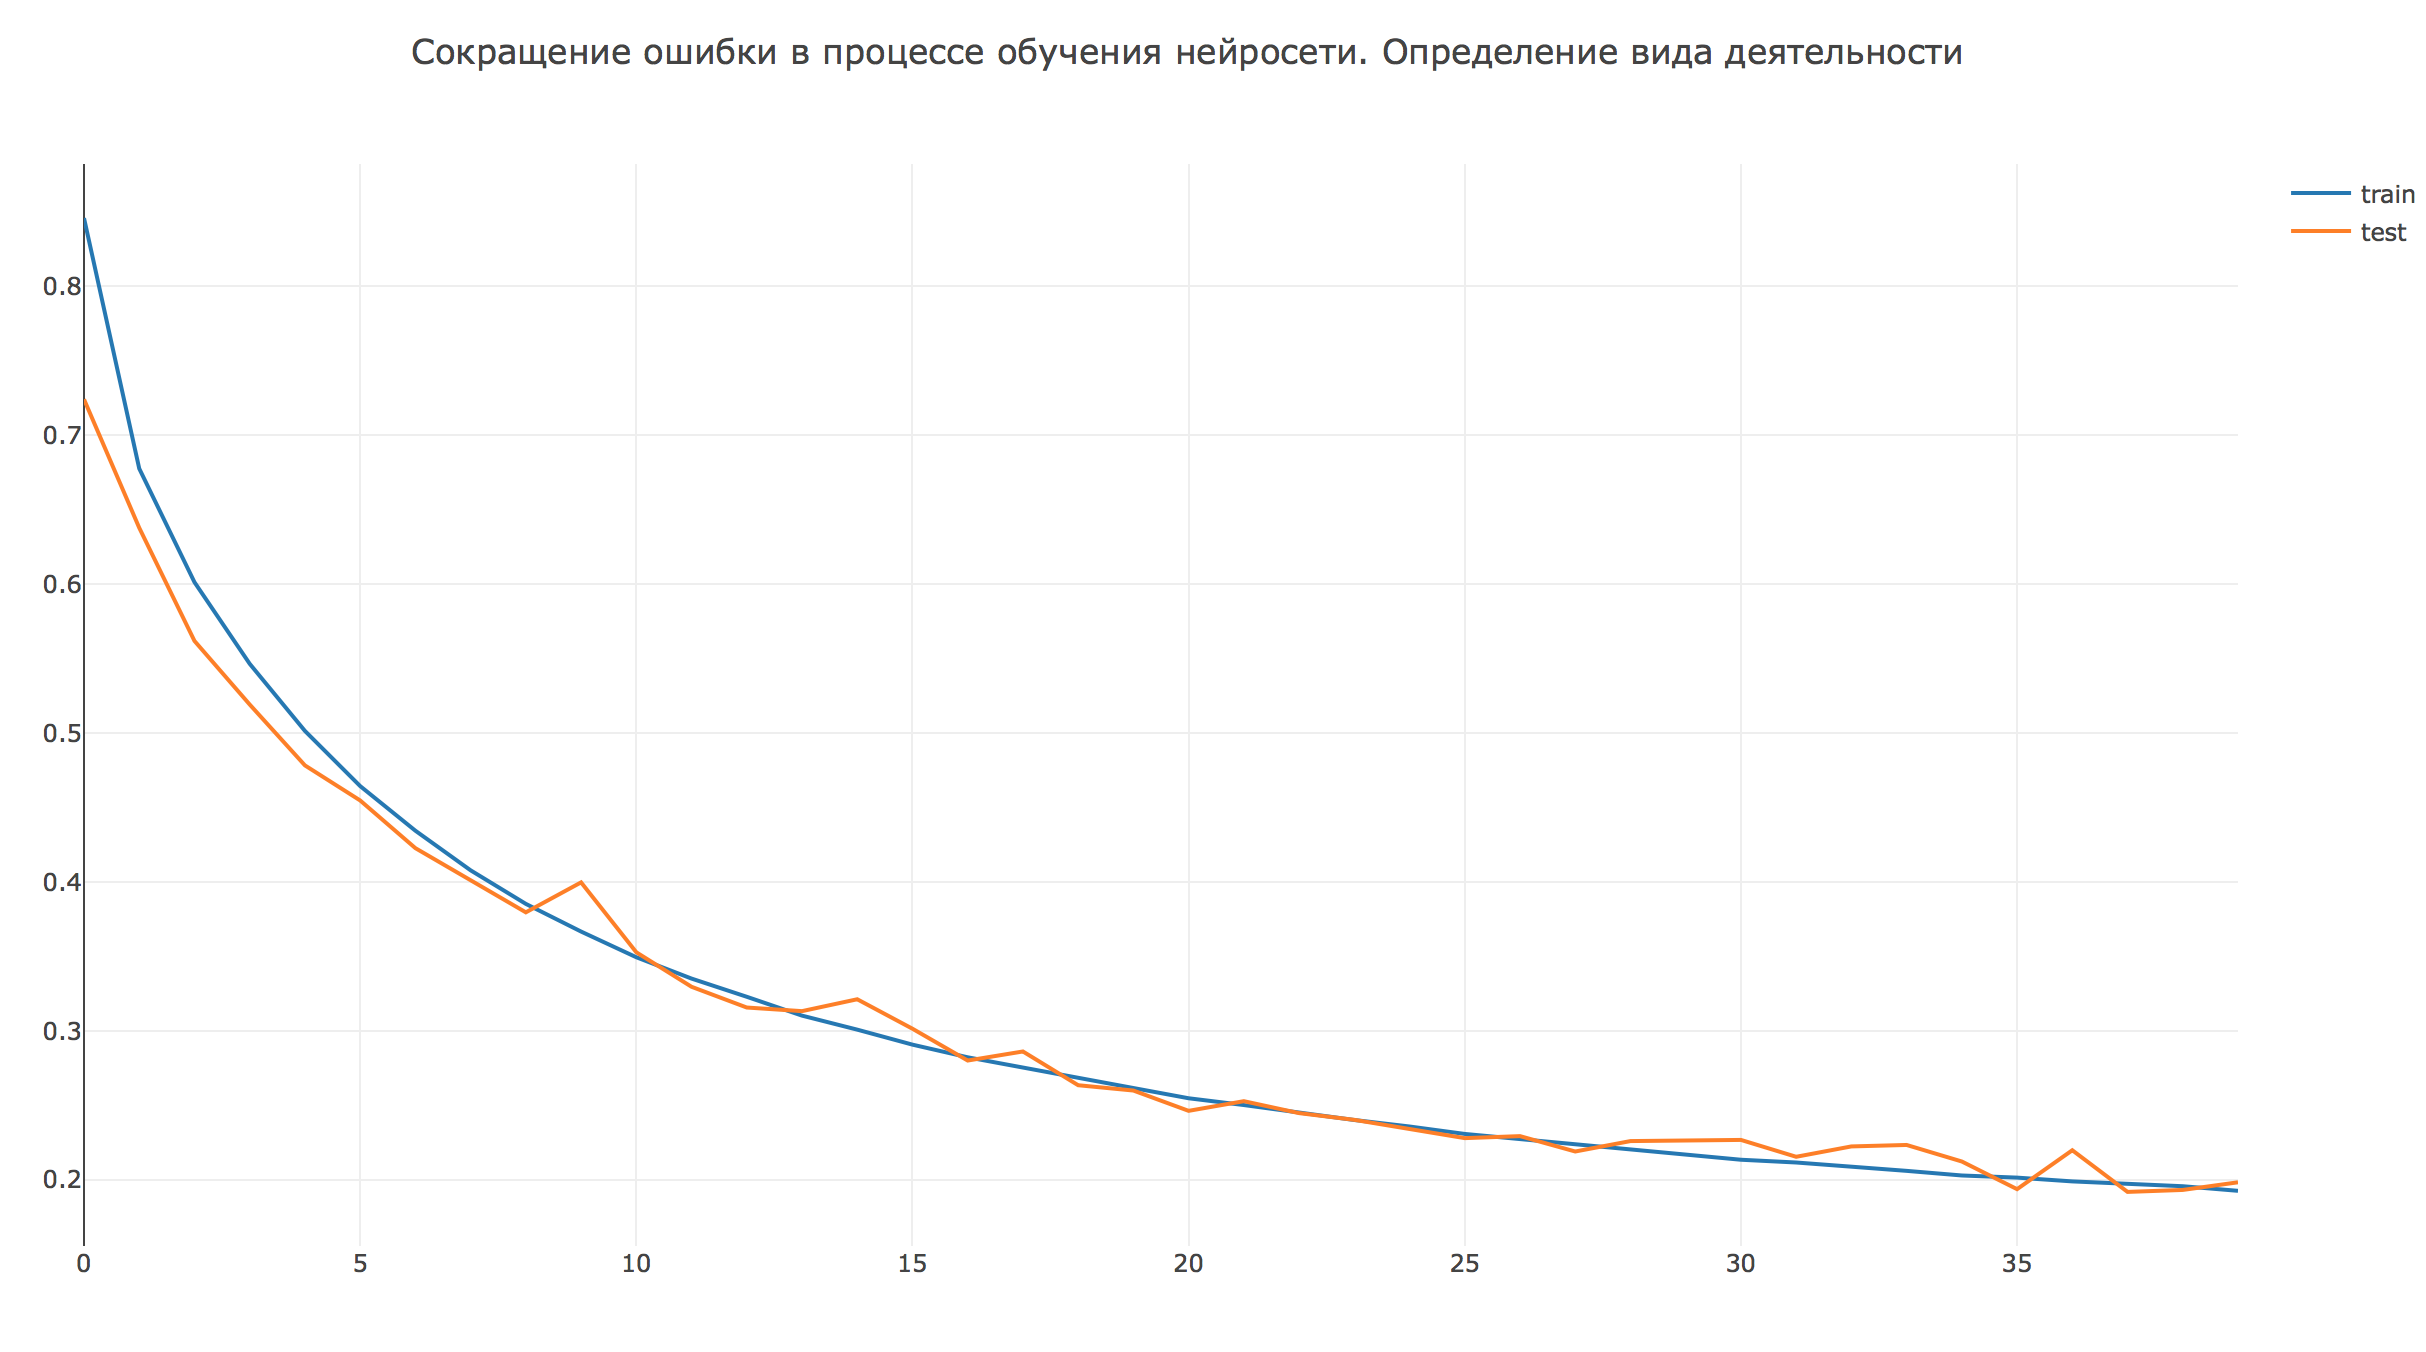 Сокращение ошибки в процессе обучения нейросети. Определение вида деятельности
train
test
0.8
0.7
0.6
0.5
0.4
0.3
0.2
0 5 10 15 20 25 30 35